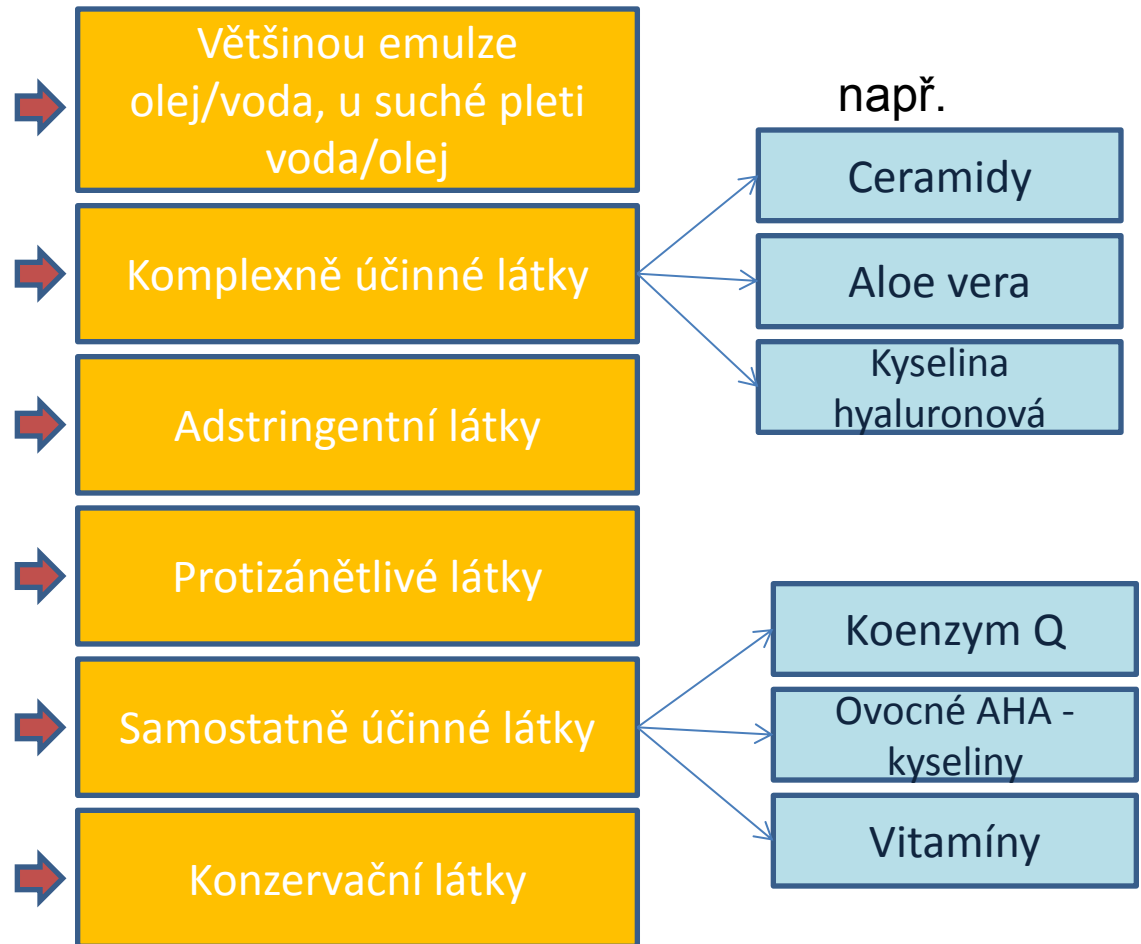 Většinou emulze
olej/voda, u suché pleti
voda/olej
např.
Komplexně účinné látky
Ceramidy
Aloe vera
Kyselina
hyaluronová
Adstringentní látky
Protizánětlivé látky
Samostatně účinné látky
Koenzym Q
Ovocné AHA -
kyseliny
Vitamíny
Konzervační látky